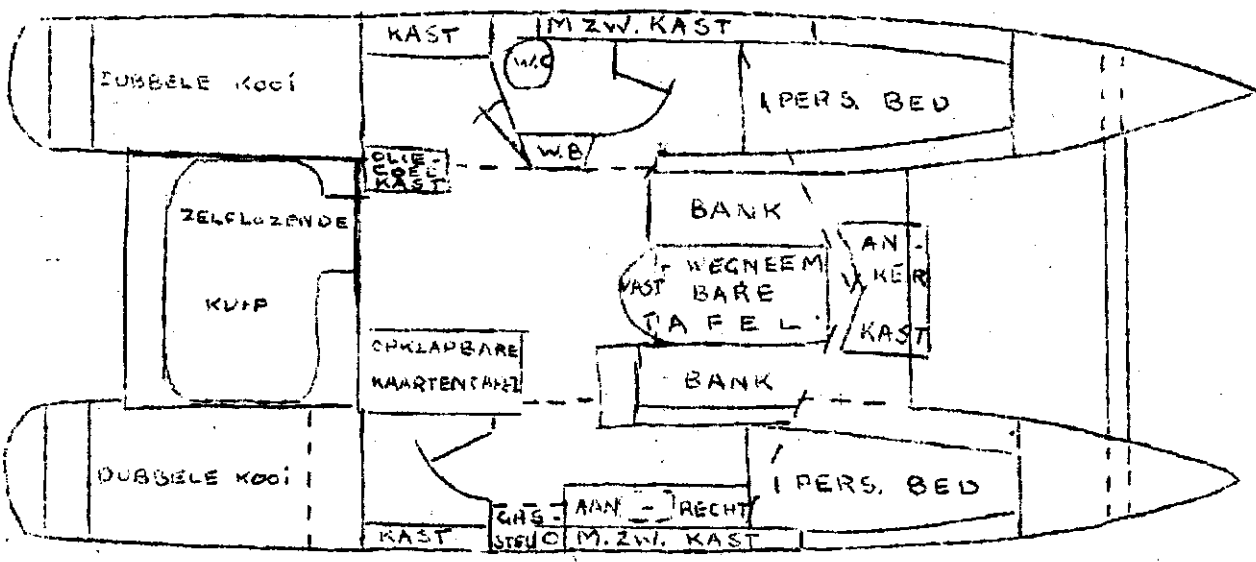 KAST
M ZW. KAST
DUBBELE KOOI
W.C
1 PERS. BED
W.B
OLIE-
GOED
KAST
ZELFLOZENDE
KUIP
BANK
VAST
WEGNEEM
BARE
TAFEL
AN-
KER
KAST
OPKLAPBARE
KAARTENTAFEL
BANK
DUBBELE KOOI
1 PERS. BED
GAS-
STEL
AAN
RECHT
KAST
M. ZW. KAST